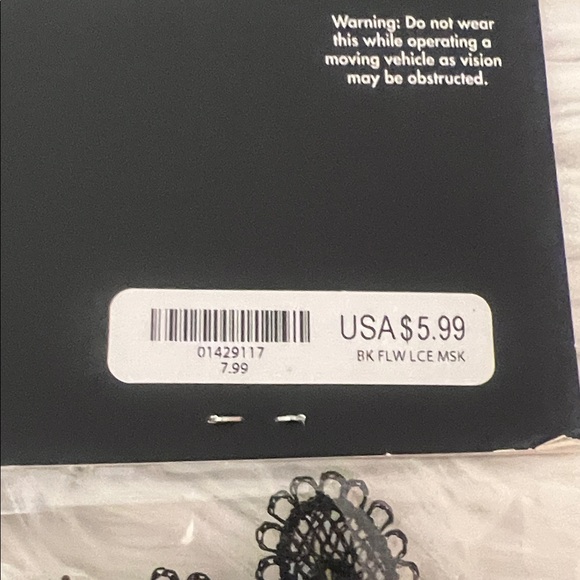 Warning: Do not wear
this while operating a
moving vehicle as vision
may be obstructed.
USA $5.99
01429117
BK FLW LCE MSK
7.99